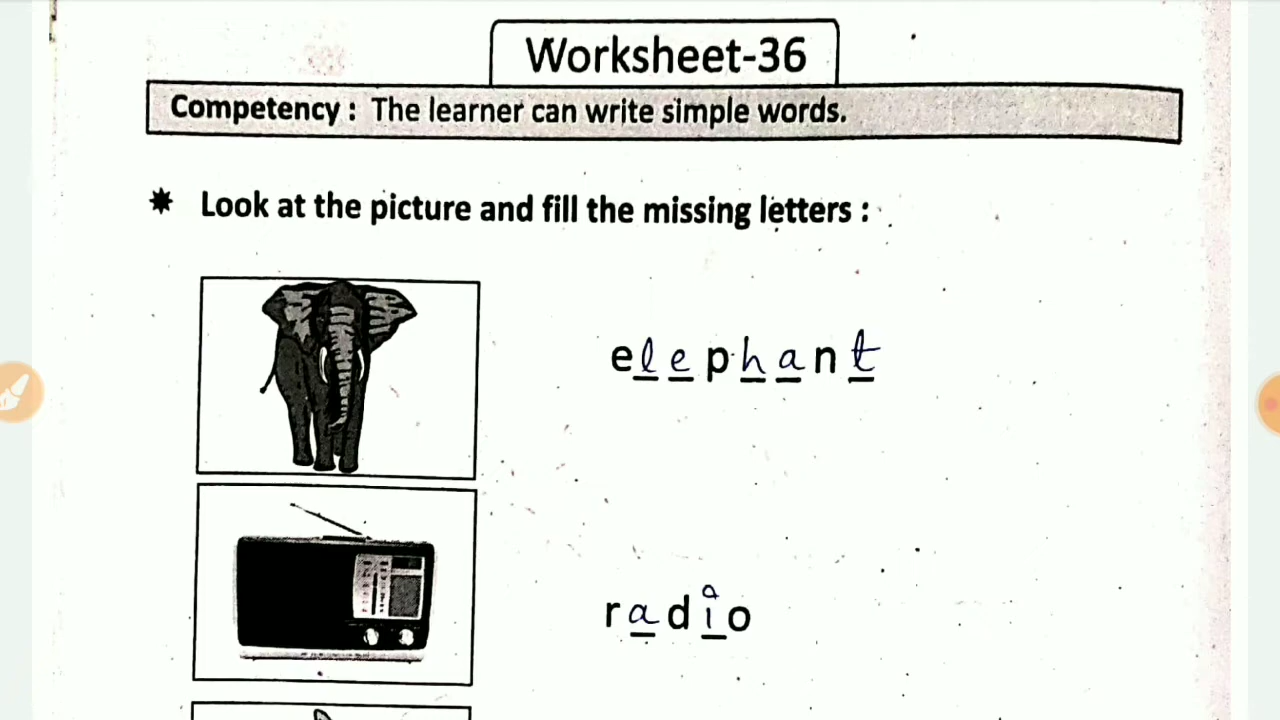 Worksheet-36
Competency : The learner can write simple words.
Look at the picture and fill the missing letters :
elephant
radio